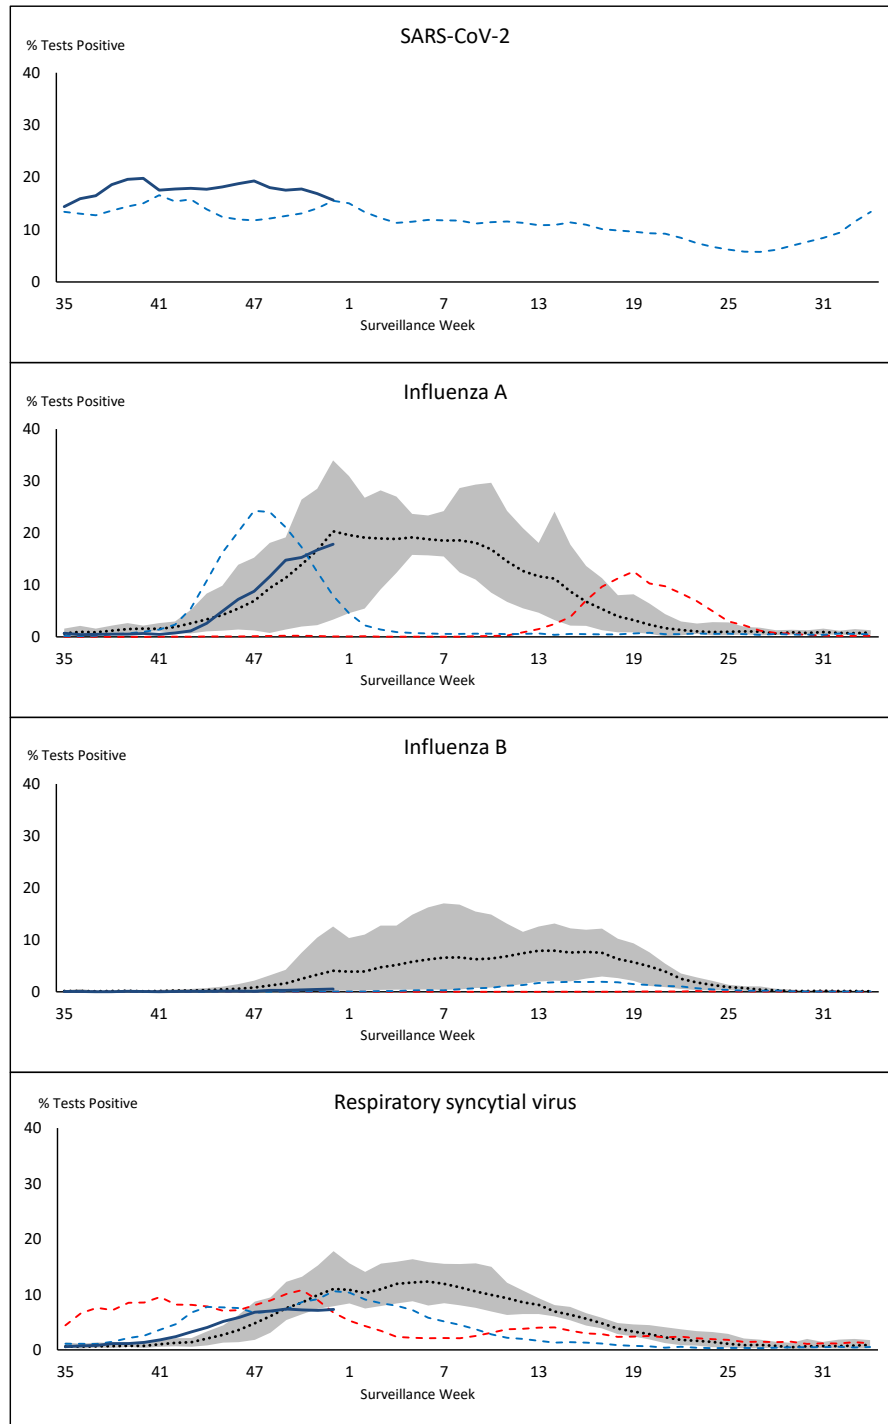 SARS-CoV-2
% Tests Positive
40
30
20
10
0
35 41 47 1 7 13 19 25 31
Surveillance Week
Influenza A
% Tests Positive
40
30
20
10
0
35 41 47 1 7 13 19 25 31
Surveillance Week
Influenza B
% Tests Positive
40
30
20
10
0
35 41 47 1 7 13 19 25 31
Surveillance Week
Respiratory syncytial virus
% Tests Positive
40
30
20
10
0
35 41 47 1 7 13 19 25 31
Surveillance Week